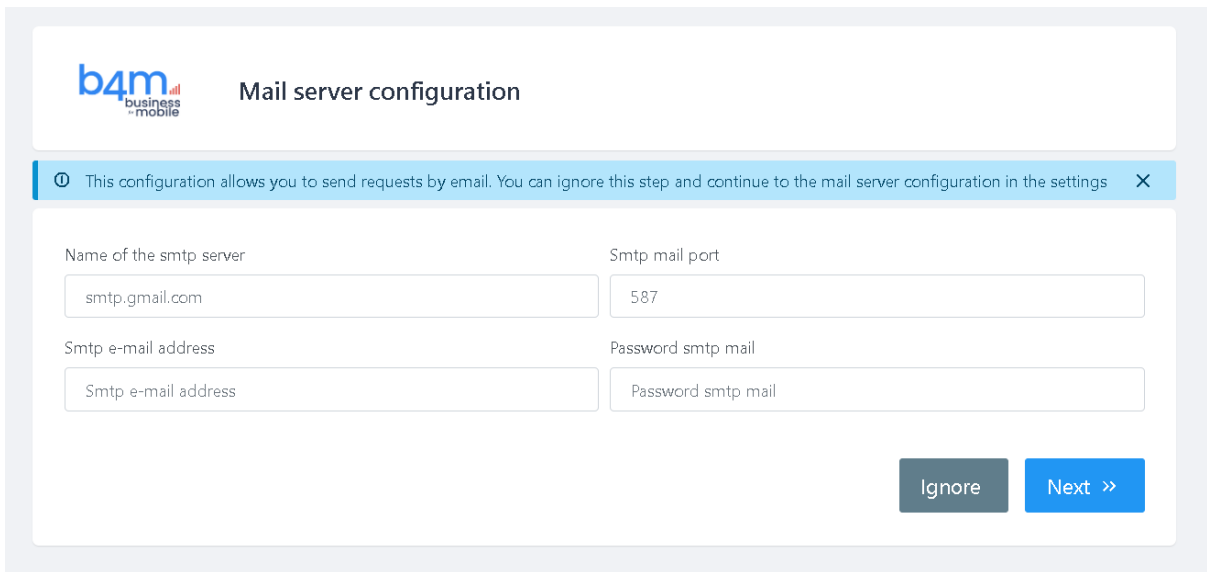 b4m
business
for mobile
Mail server configuration
This configuration allows you to send requests by email. You can ignore this step and continue to the mail server configuration in the settings
Name of the smtp server
Smtp mail port
smtp.gmail.com
587
Smtp e-mail address
Password smtp mail
Smtp e-mail address
Password smtp mail
Ignore
Next »